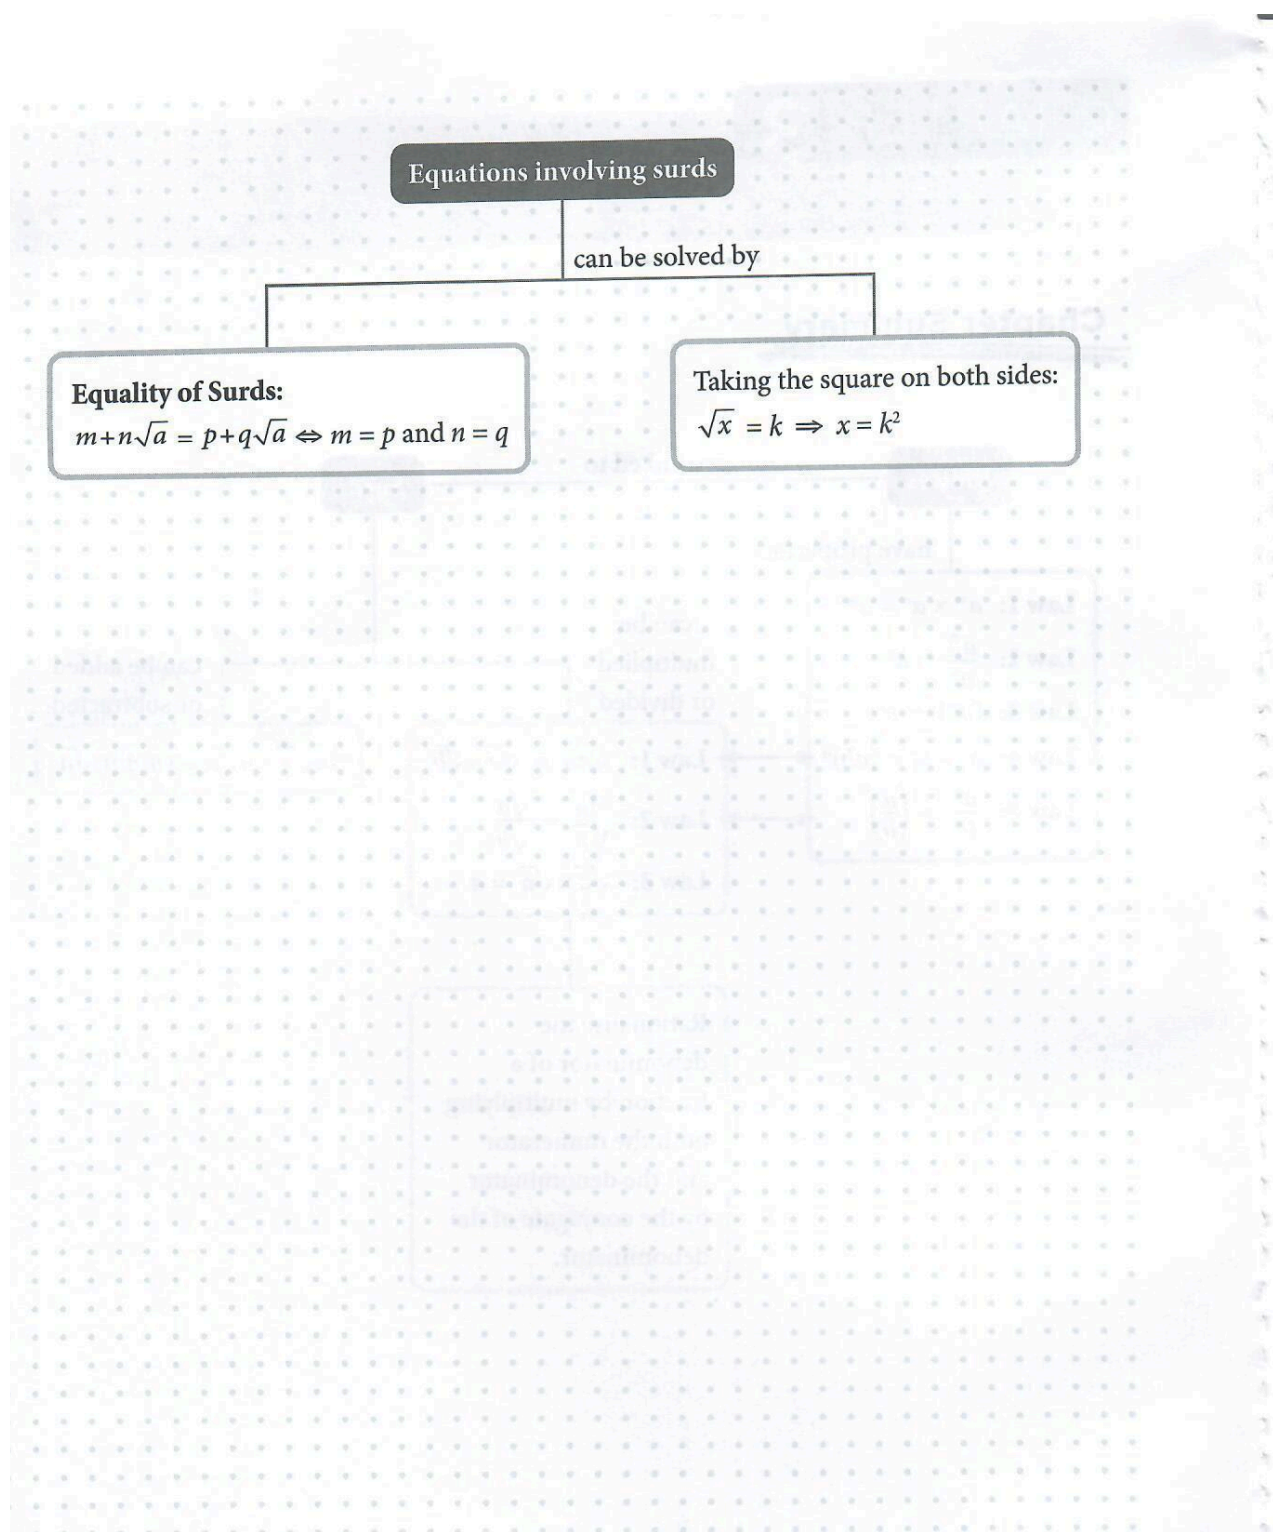 Equations involving surds
can be solved by
Equality of Surds:
m+n√a = p+q√a ⇔ m = p and n = q
Taking the square on both sides:
√x = k ⇒ x = k²